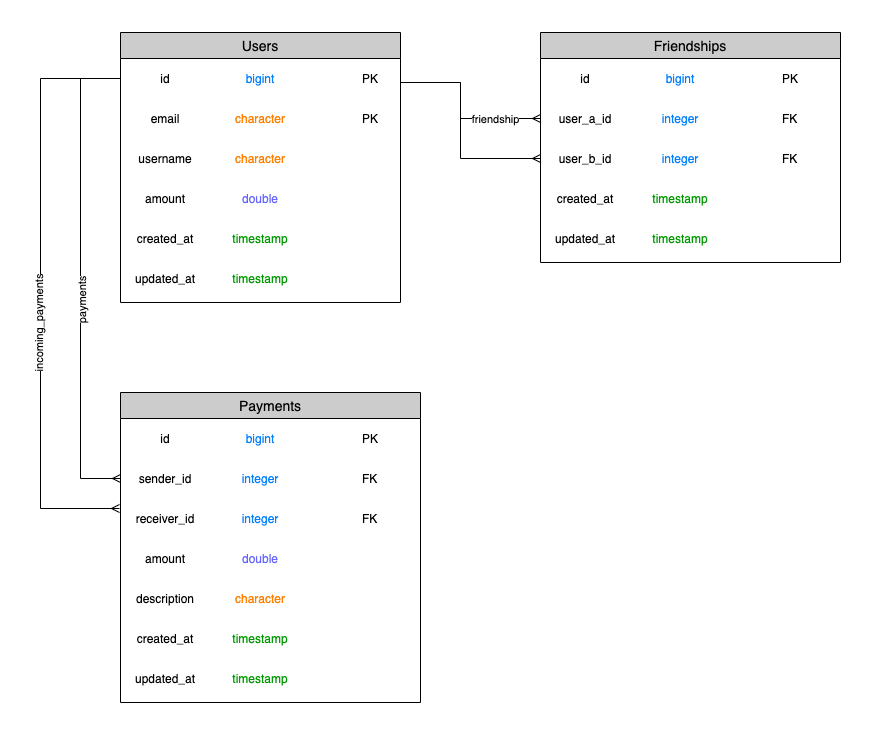 Users
id bigint PK
email character PK
username character
amount double
created_at timestamp
updated_at timestamp
Friendships
id bigint PK
user_a_id integer FK
user_b_id integer FK
created_at timestamp
updated_at timestamp
friendship
incoming_payments
payments
Payments
id bigint PK
sender_id integer FK
receiver_id integer FK
amount double
description character
created_at timestamp
updated_at timestamp